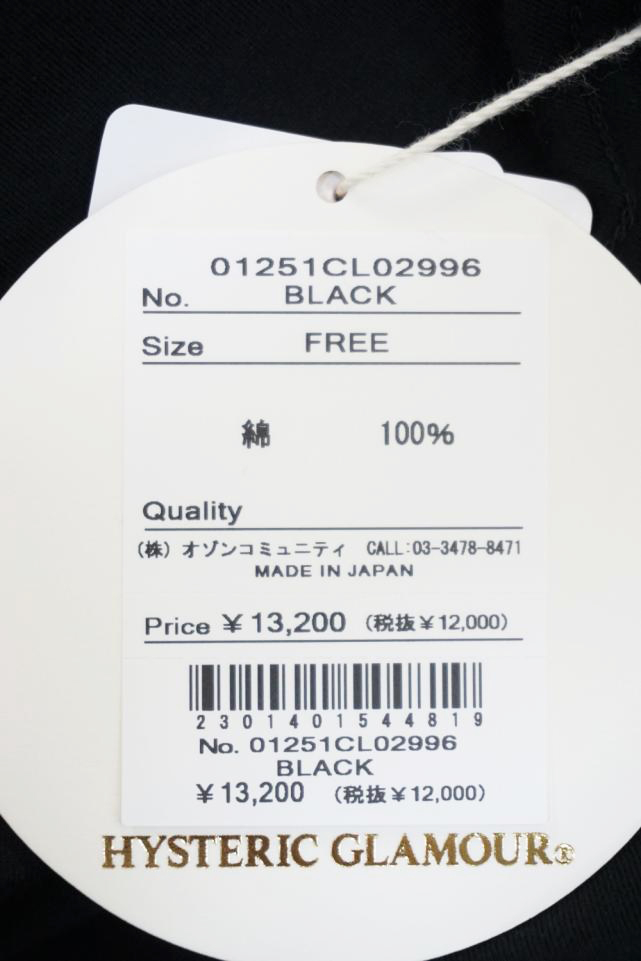 01251CL02996
No. BLACK
Size FREE
綿 100%
Quality
(株) オゾンコミュニティ CALL:03-3478-8471
MADE IN JAPAN
Price ¥13,200 (税抜¥12,000)
2301401544819
No. 01251CL02996
BLACK
¥13,200 (税抜¥12,000)
HYSTERIC GLAMOUR®